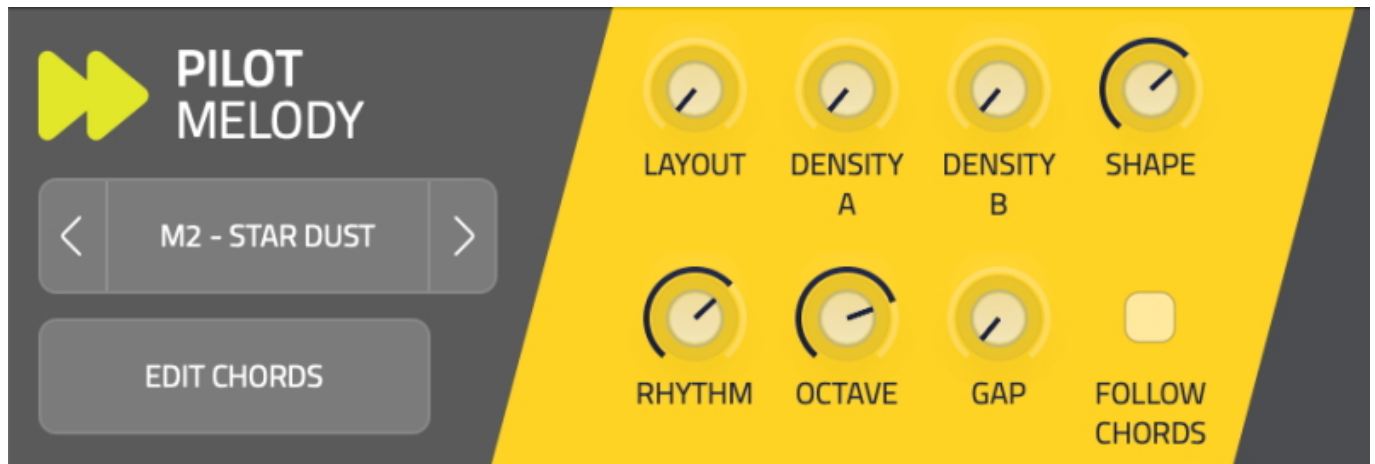 PILOT
MELODY
M2 - STAR DUST
EDIT CHORDS
LAYOUT
DENSITY
A
DENSITY
B
SHAPE
RHYTHM
OCTAVE
GAP
FOLLOW
CHORDS